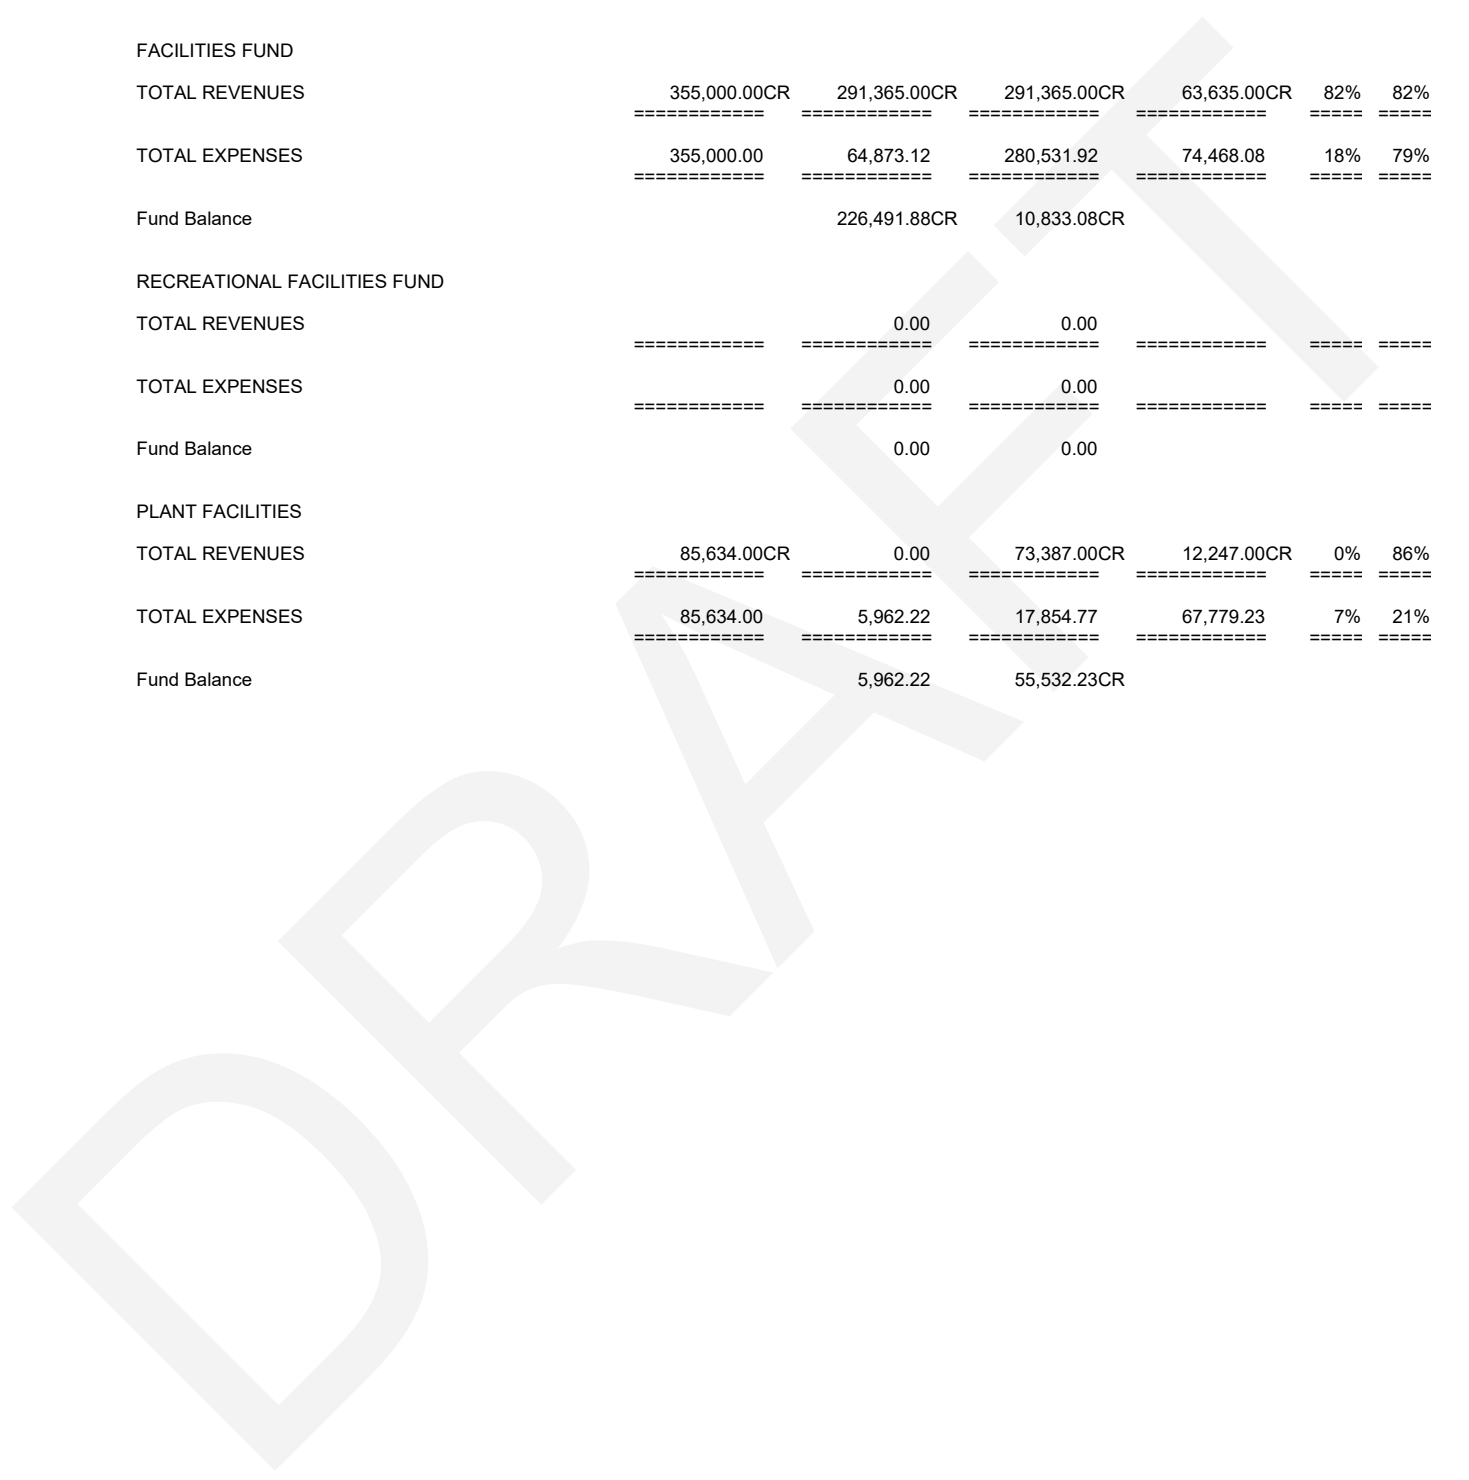 FACILITIES FUND
TOTAL REVENUES 355,000.00CR 291,365.00CR 291,365.00CR 63,635.00CR 82% 82%
============ ============ ============ ============ ===== =====
TOTAL EXPENSES 355,000.00 64,873.12 280,531.92 74,468.08 18% 79%
============ ============ ============ ============ ===== =====
Fund Balance 226,491.88CR 10,833.08CR
RECREATIONAL FACILITIES FUND
TOTAL REVENUES 0.00 0.00
============ ============ ============ ============ ===== =====
TOTAL EXPENSES 0.00 0.00
============ ============ ============ ============ ===== =====
Fund Balance 0.00 0.00
PLANT FACILITIES
TOTAL REVENUES 85,634.00CR 0.00 73,387.00CR 12,247.00CR 0% 86%
============ ============ ============ ============ ===== =====
TOTAL EXPENSES 85,634.00 5,962.22 17,854.77 67,779.23 7% 21%
============ ============ ============ ============ ===== =====
Fund Balance 5,962.22 55,532.23CR
DRAFT